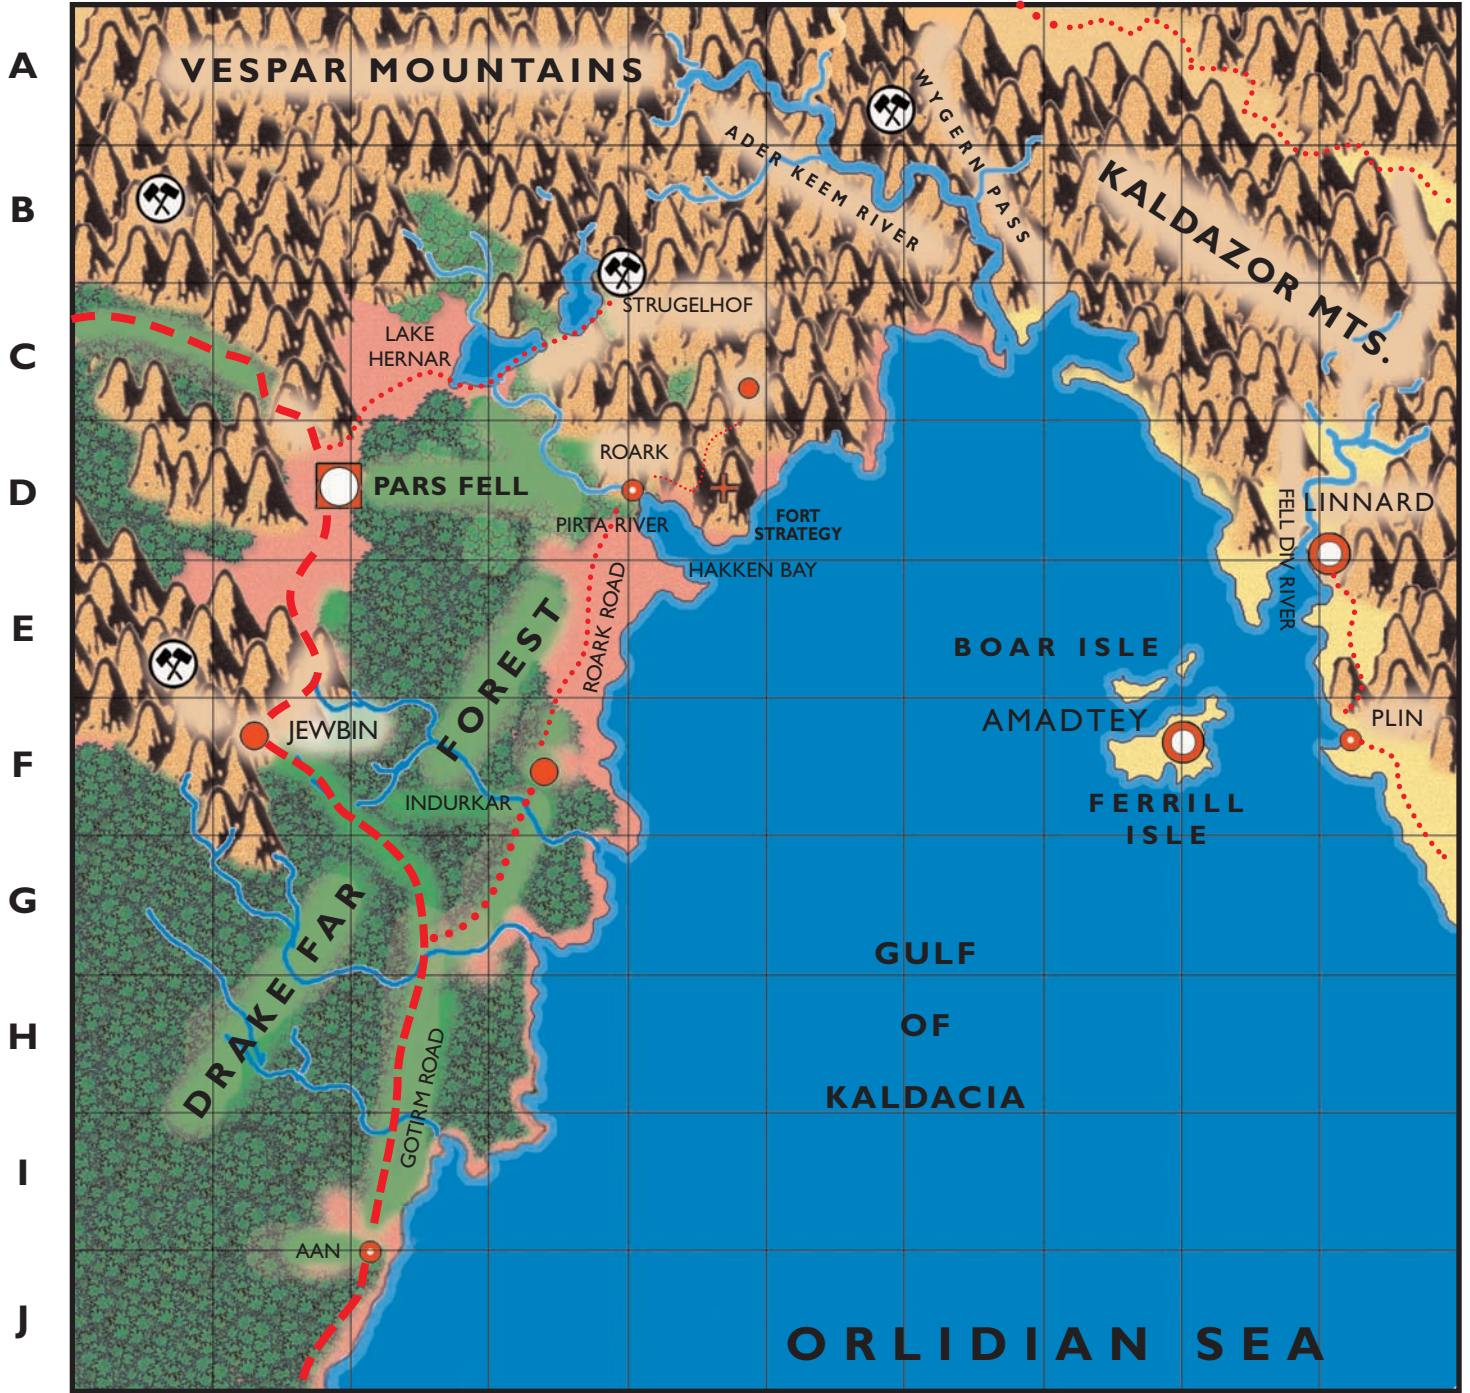 A
VESPAR MOUNTAINS
WYGERN PASS
ADER KEEM RIVER
B
KALDAZOR MTS.
STRUGELHOF
C
LAKE
HERNAR
ROARK
D
PARS FELL
LINNARD
PIRTA RIVER
FORT
STRATEGY
FELL DIV RIVER
HAKKEN BAY
ROARK ROAD
E
BOAR ISLE
FOREST
AMADTEY
PLIN
JEWBIN
F
INDURKAR
FERRILL
ISLE
G
DRAKE FAR
GULF
OF
KALDACIA
H
GOTIRM ROAD
I
AAN
J
ORLIDIAN SEA